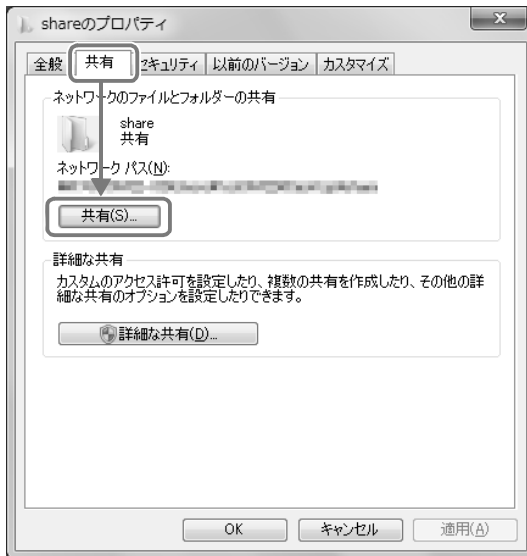 shareのプロパティ
全般 共有 セキュリティ 以前のバージョン カスタマイズ
ネットワークのファイルとフォルダーの共有
share
共有
ネットワーク パス(N):
共有(S)...
詳細な共有
カスタムのアクセス許可を設定したり、複数の共有を作成したり、その他の詳
細な共有のオプションを設定したりできます。
詳細な共有(D)...
OK キャンセル 適用(A)